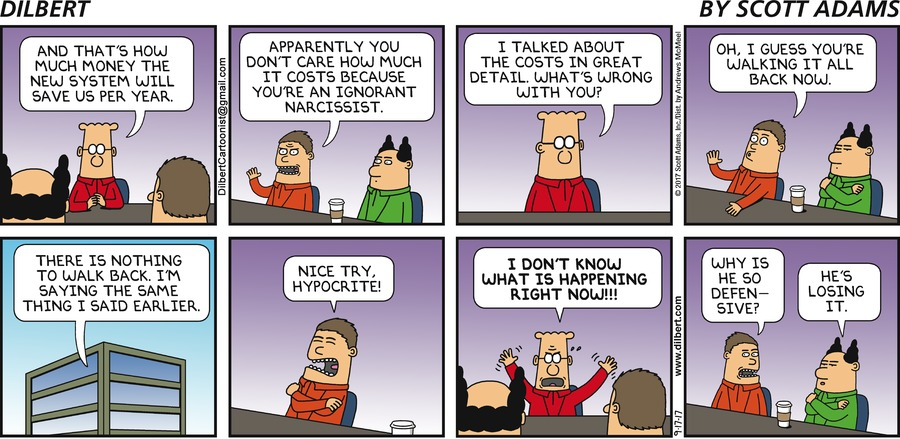 DILBERT
BY SCOTT ADAMS
AND THAT'S HOW
MUCH MONEY THE
NEW SYSTEM WILL
SAVE US PER YEAR.
DilbertCartoonist@gmail.com
APPARENTLY YOU
DON'T CARE HOW MUCH
IT COSTS BECAUSE
YOU'RE AN IGNORANT
NARCISSIST.
I TALKED ABOUT
THE COSTS IN GREAT
DETAIL. WHAT'S WRONG
WITH YOU?
© 2017 Scott Adams, Inc./Dist. by Andrews McMeel
OH, I GUESS YOU'RE
WALKING IT ALL
BACK NOW.
THERE IS NOTHING
TO WALK BACK. I'M
SAYING THE SAME
THING I SAID EARLIER.
NICE TRY,
HYPOCRITE!
I DON'T KNOW
WHAT IS HAPPENING
RIGHT NOW!!!
9-17-17
www.dilbert.com
WHY IS
HE SO
DEFEN-
SIVE?
HE'S
LOSING
IT.